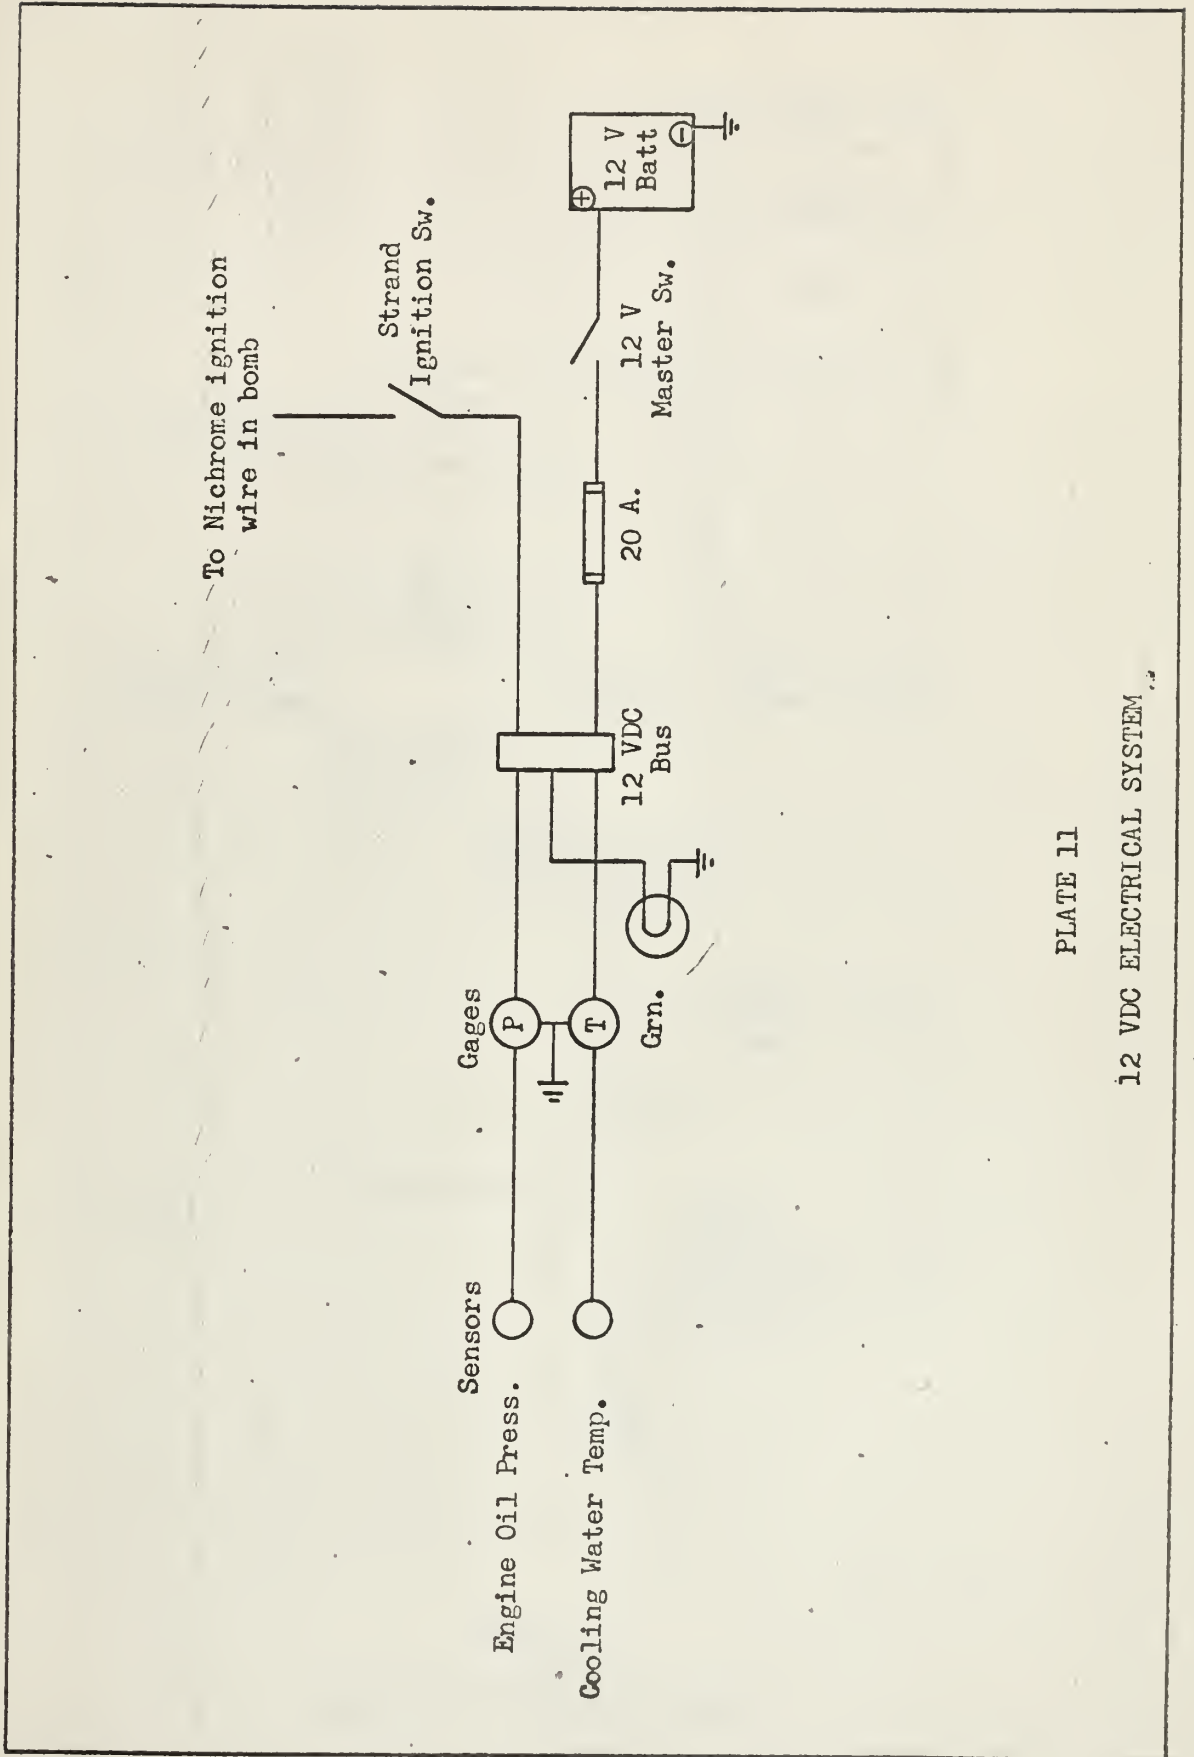 To Nichrome ignition
wire in bomb
Strand
Ignition Sw.
Sensors
Gages
Engine Oil Press.
P
Cooling Water Temp.
T
Grn.
12 VDC
Bus
20 A.
12 V
Master Sw.
+
12 V
Batt
-
PLATE 11
12 VDC ELECTRICAL SYSTEM